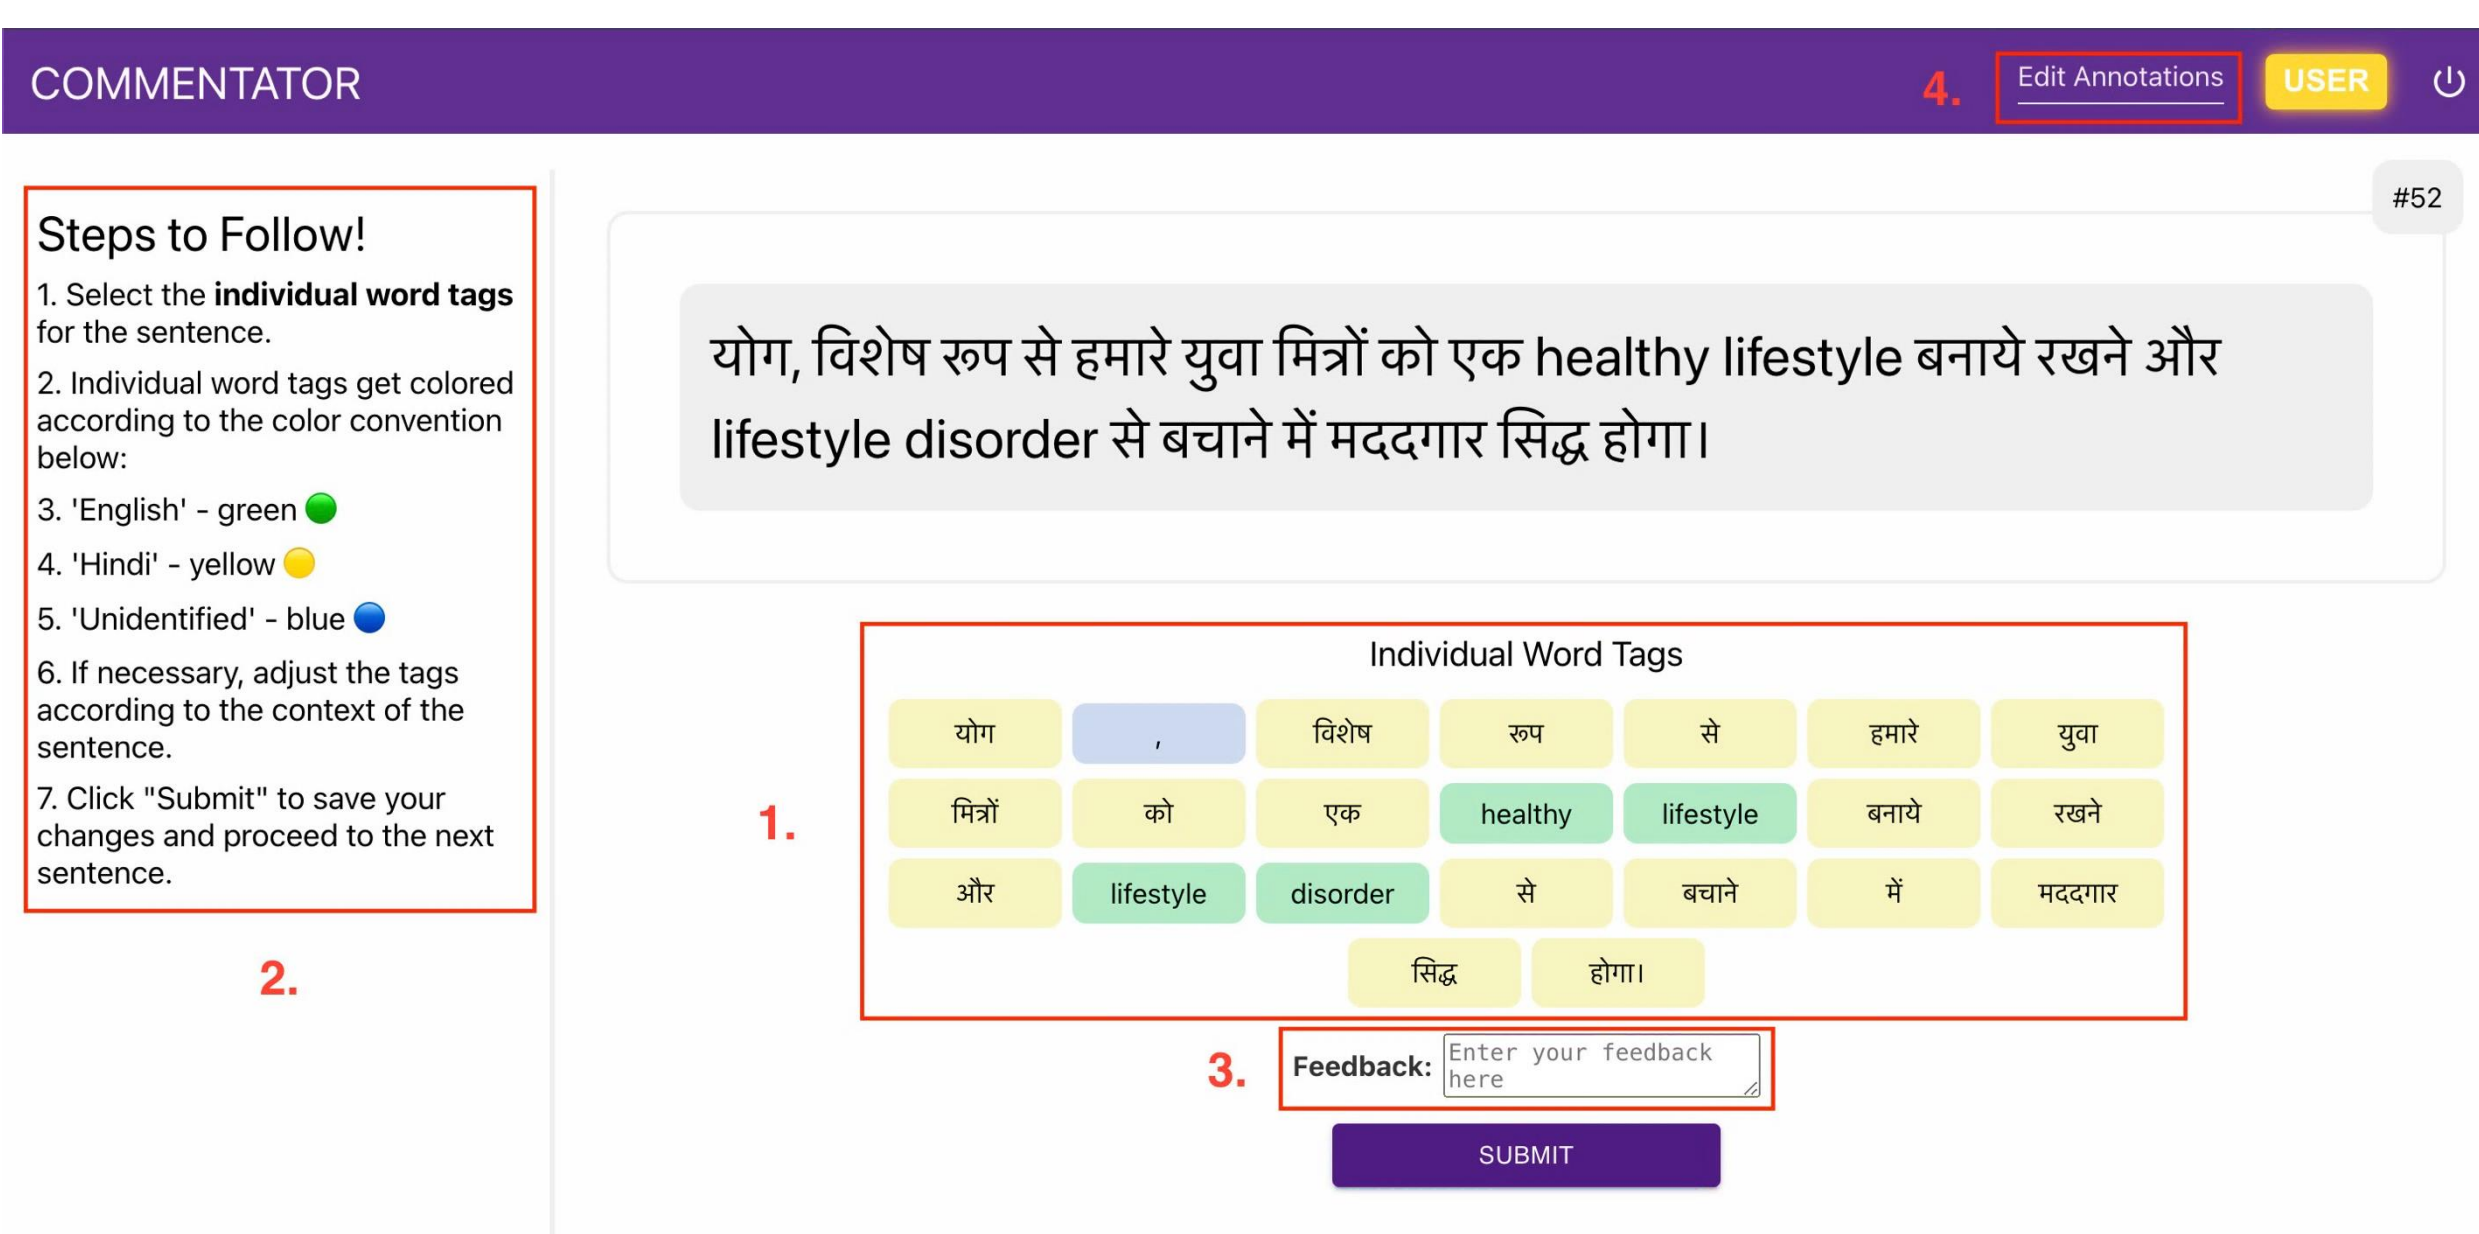 COMMENTATOR
4.
Edit Annotations
USER
#52
Steps to Follow!
1. Select the individual word tags
for the sentence.
2. Individual word tags get colored
according to the color convention
below:
3. 'English' - green
4. 'Hindi' - yellow
5. 'Unidentified' - blue
6. If necessary, adjust the tags
according to the context of the
sentence.
7. Click "Submit" to save your
changes and proceed to the next
sentence.
2.
योग, विशेष रूप से हमारे युवा मित्रों को एक healthy lifestyle बनाये रखने और
lifestyle disorder से बचाने में मददगार सिद्ध होगा।
1.
Individual Word Tags
योग , विशेष रूप से हमारे युवा
मित्रों को एक healthy lifestyle बनाये रखने
और lifestyle disorder से बचाने में मददगार
सिद्ध होगा।
3.
Feedback:
Enter your feedback
here
SUBMIT